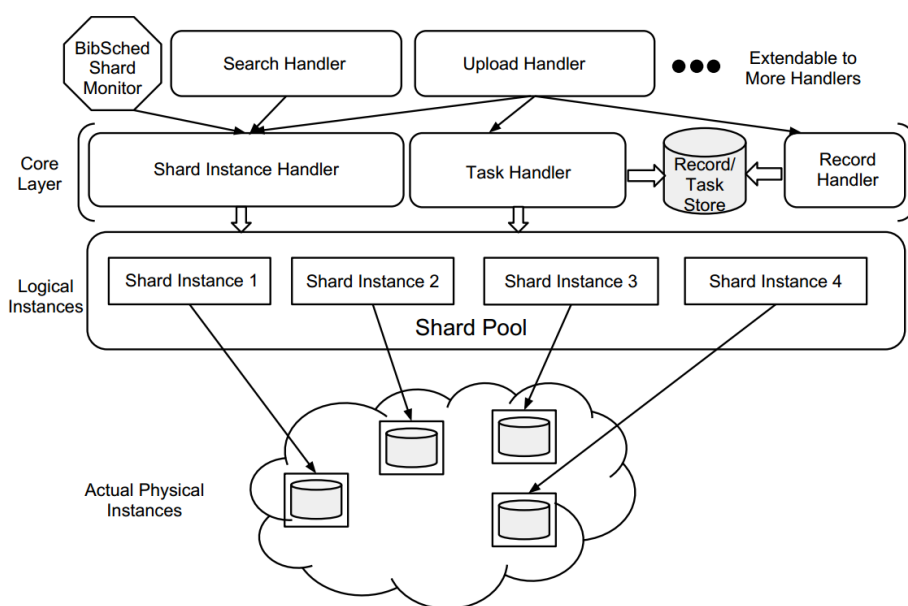 BibSched
Shard
Monitor
Search Handler
Upload Handler
Extendable to
More Handlers
Core
Layer
Shard Instance Handler
Task Handler
Record/
Task
Store
Record
Handler
Logical
Instances
Shard Instance 1
Shard Instance 2
Shard Instance 3
Shard Instance 4
Shard Pool
Actual Physical
Instances